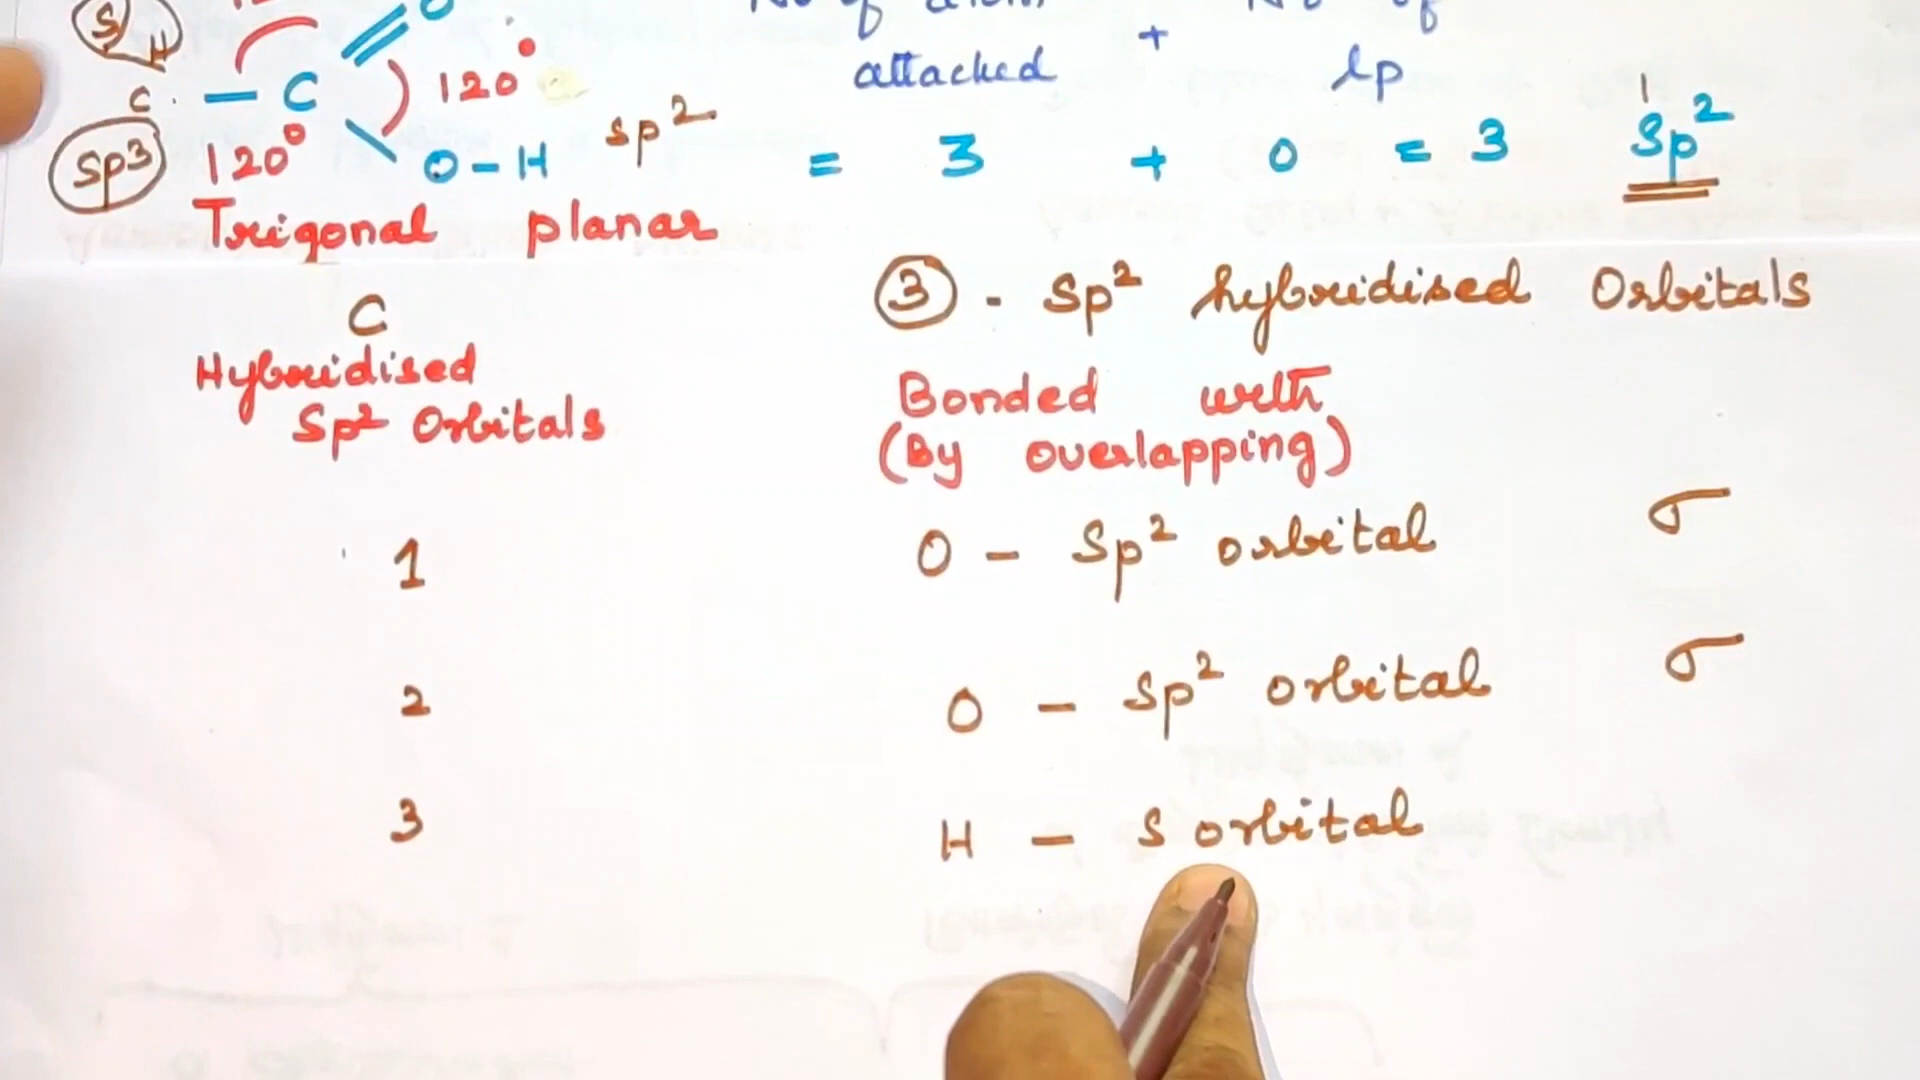 S/H
attacked + lp
C - C 120°
O
sp3 120° O-H sp² = 3 + 0 = 3 Sp²
Trigonal planar
3 - Sp² hybridised Orbitals
C
Hybridised
Sp² Orbitals
Bonded with
(By overlapping)
1 O - Sp² orbital σ
2 O - Sp² orbital σ
3 H - S orbital